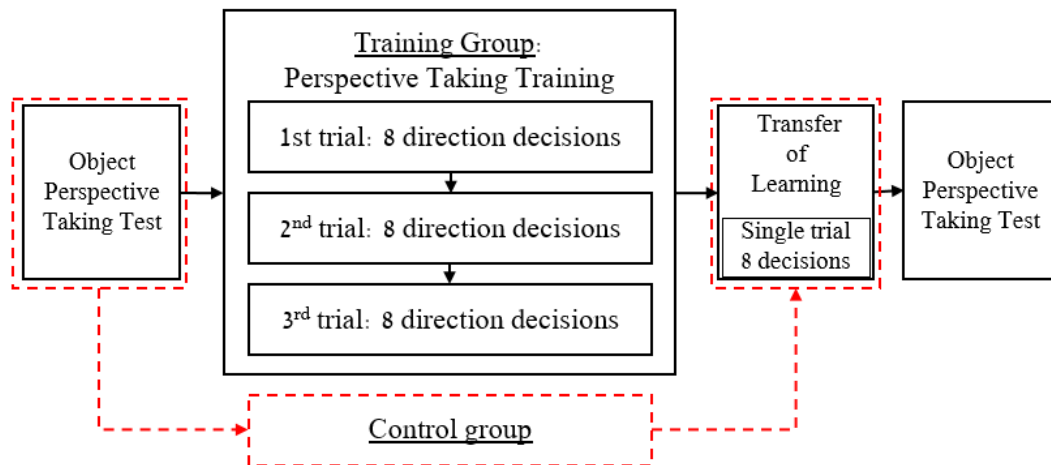 Object
Perspective
Taking Test
Training Group:
Perspective Taking Training
1st trial: 8 direction decisions
2nd trial: 8 direction decisions
3rd trial: 8 direction decisions
Transfer
of
Learning
Single trial
8 decisions
Object
Perspective
Taking Test
Control group